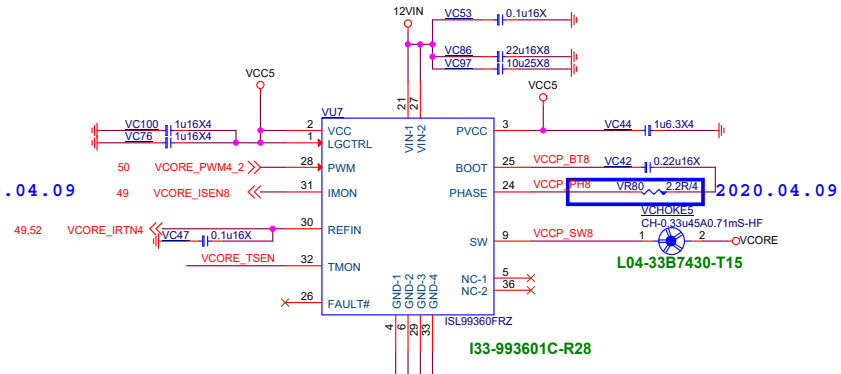 12VIN
VC53 0.1u16X
VC86 22u16X8
VC97 10u25X8
VCC5
VCC5
21
27
VU7
VC100 1u16X4
VC76 1u16X4
2 VCC
1 LGCTRL
VIN-1
VIN-2
PVCC 3
VC44 1u6.3X4
50 VCORE_PWM4_2
28 PWM
BOOT 25 VCCP_BT8 VC42 0.22u16X
.04.09
49 VCORE_ISEN8
31 IMON
PHASE 24 VCCP_PH8 VR80 2.2R/4
2020.04.09
VCHOKE5
CH-0.33u45A0.71mS-HF
49,52 VCORE_IRTN4
30 REFIN
VC47 0.1u16X
SW 9 VCCP_SW8 1 2 VCORE
L04-33B7430-T15
VCORE_TSEN 32 TMON
NC-1 5
NC-2 36
26 FAULT#
GND-1
GND-2
GND-3
GND-4
ISL99360FRZ
4
6
29
33
I33-993601C-R28